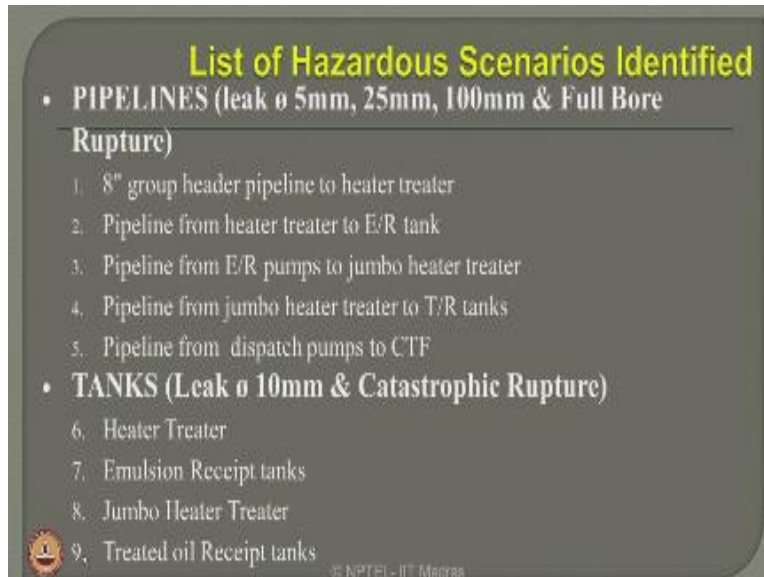 List of Hazardous Scenarios Identified
• PIPELINES (leak ø 5mm, 25mm, 100mm & Full Bore
Rupture)
1. 8" group header pipeline to heater treater
2. Pipeline from heater treater to E/R tank
3. Pipeline from E/R pumps to jumbo heater treater
4. Pipeline from jumbo heater treater to T/R tanks
5. Pipeline from dispatch pumps to CTF
• TANKS (Leak ø 10mm & Catastrophic Rupture)
6. Heater Treater
7. Emulsion Receipt tanks
8. Jumbo Heater Treater
9. Treated oil Receipt tanks
© NPTEL - IIT Madras